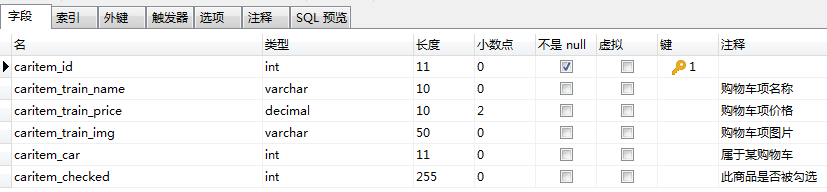 字段 索引 外键 触发器 选项 注释 SQL 预览
名 类型 长度 小数点 不是 null 虚拟 键 注释
caritem_id int 11 0 1
caritem_train_name varchar 10 0 购物车项名称
caritem_train_price decimal 10 2 购物车项价格
caritem_train_img varchar 50 0 购物车项图片
caritem_car int 11 0 属于某购物车
caritem_checked int 255 0 此商品是否被勾选